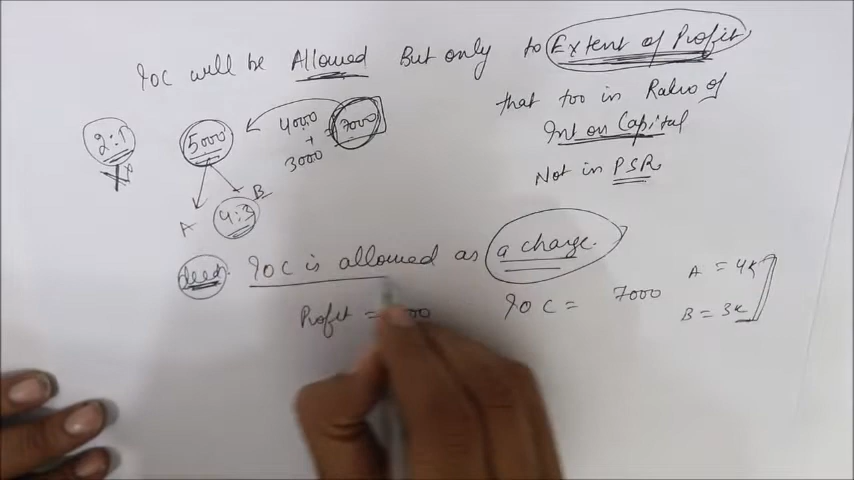 IOC will be Allowed But only to Extent of Profit
that too in Ratio of
Int on Capital
Not in PSR
2:1
5000
4000
+
3000
= 7000
A B
4:3
deed: IOC is allowed as a charge.
Profit = 
IOC = 7000
A = 4K
B = 3K